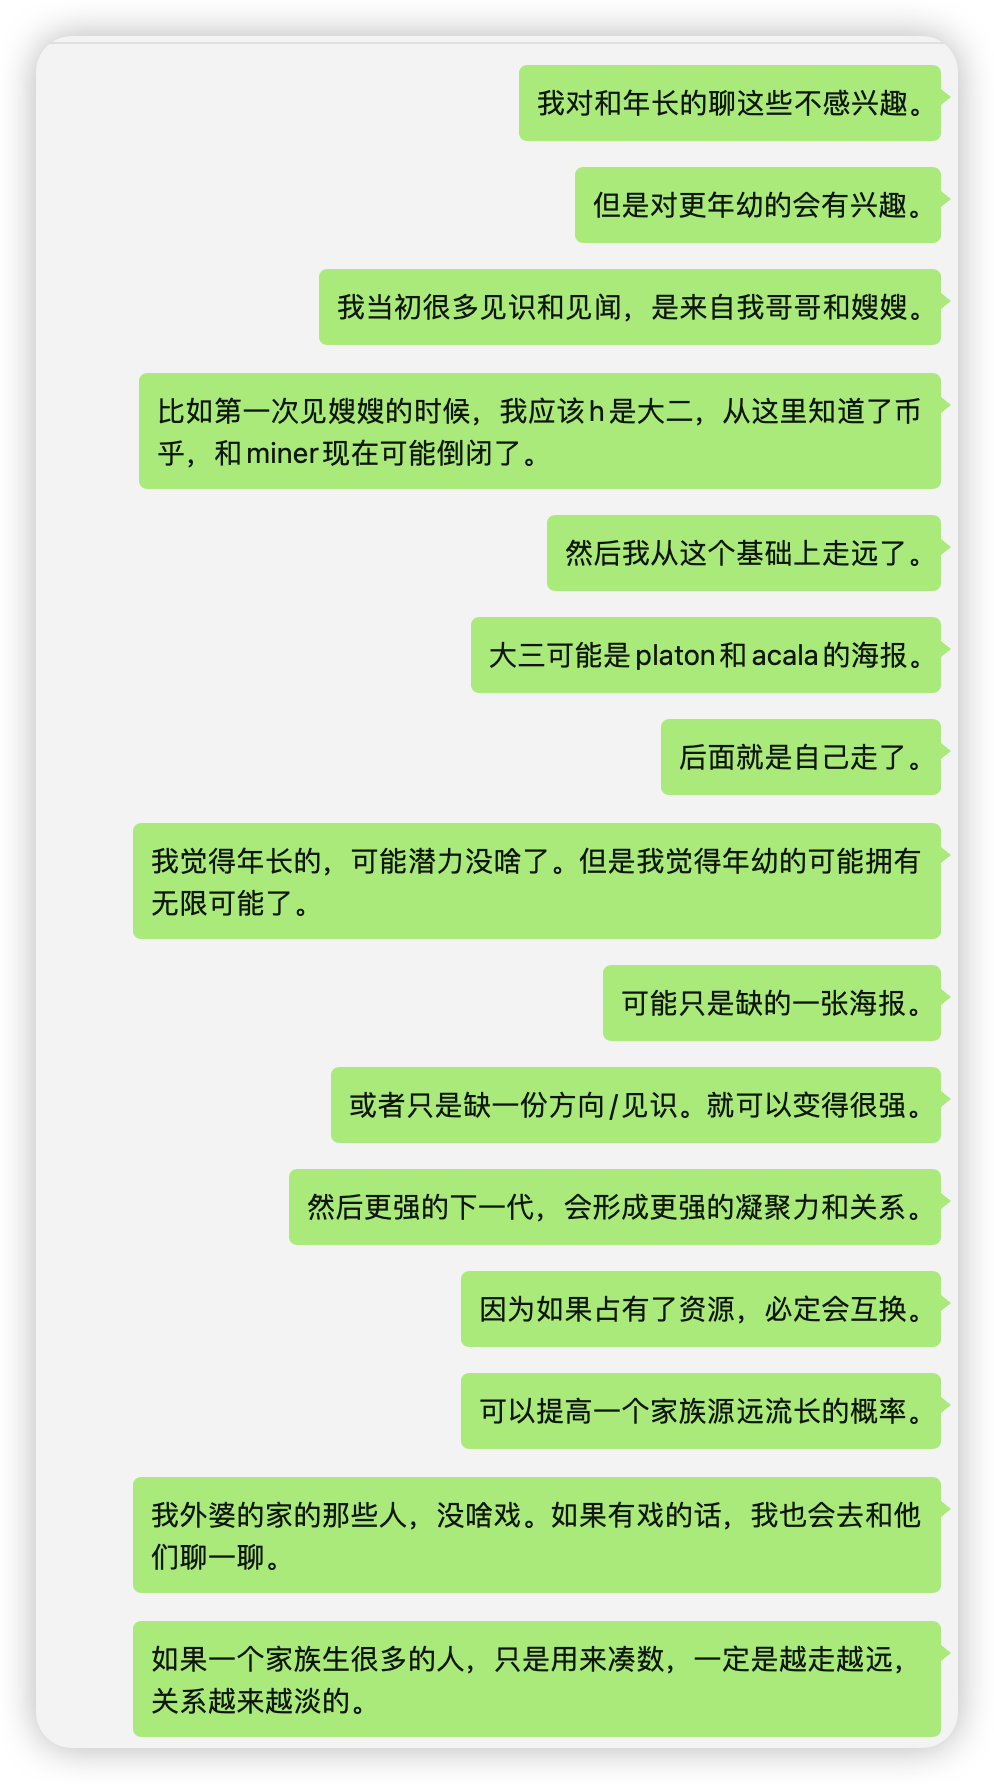 我对和年长的聊这些不感兴趣。
但是对更年幼的会有兴趣。
我当初很多见识和见闻，是来自我哥哥和嫂嫂。
比如第一次见嫂嫂的时候，我应该h是大二，从这里知道了币
乎，和miner现在可能倒闭了。
然后我从这个基础上走远了。
大三可能是platon和acala的海报。
后面就是自己走了。
我觉得年长的，可能潜力没啥了。但是我觉得年幼的可能拥有
无限可能了。
可能只是缺的一张海报。
或者只是缺一份方向/见识。就可以变得很强。
然后更强的下一代，会形成更强的凝聚力和关系。
因为如果占有了资源，必定会互换。
可以提高一个家族源远流长的概率。
我外婆的家的那些人，没啥戏。如果有戏的话，我也会去和他
们聊一聊。
如果一个家族生很多的人，只是用来凑数，一定是越走越远，
关系越来越淡的。